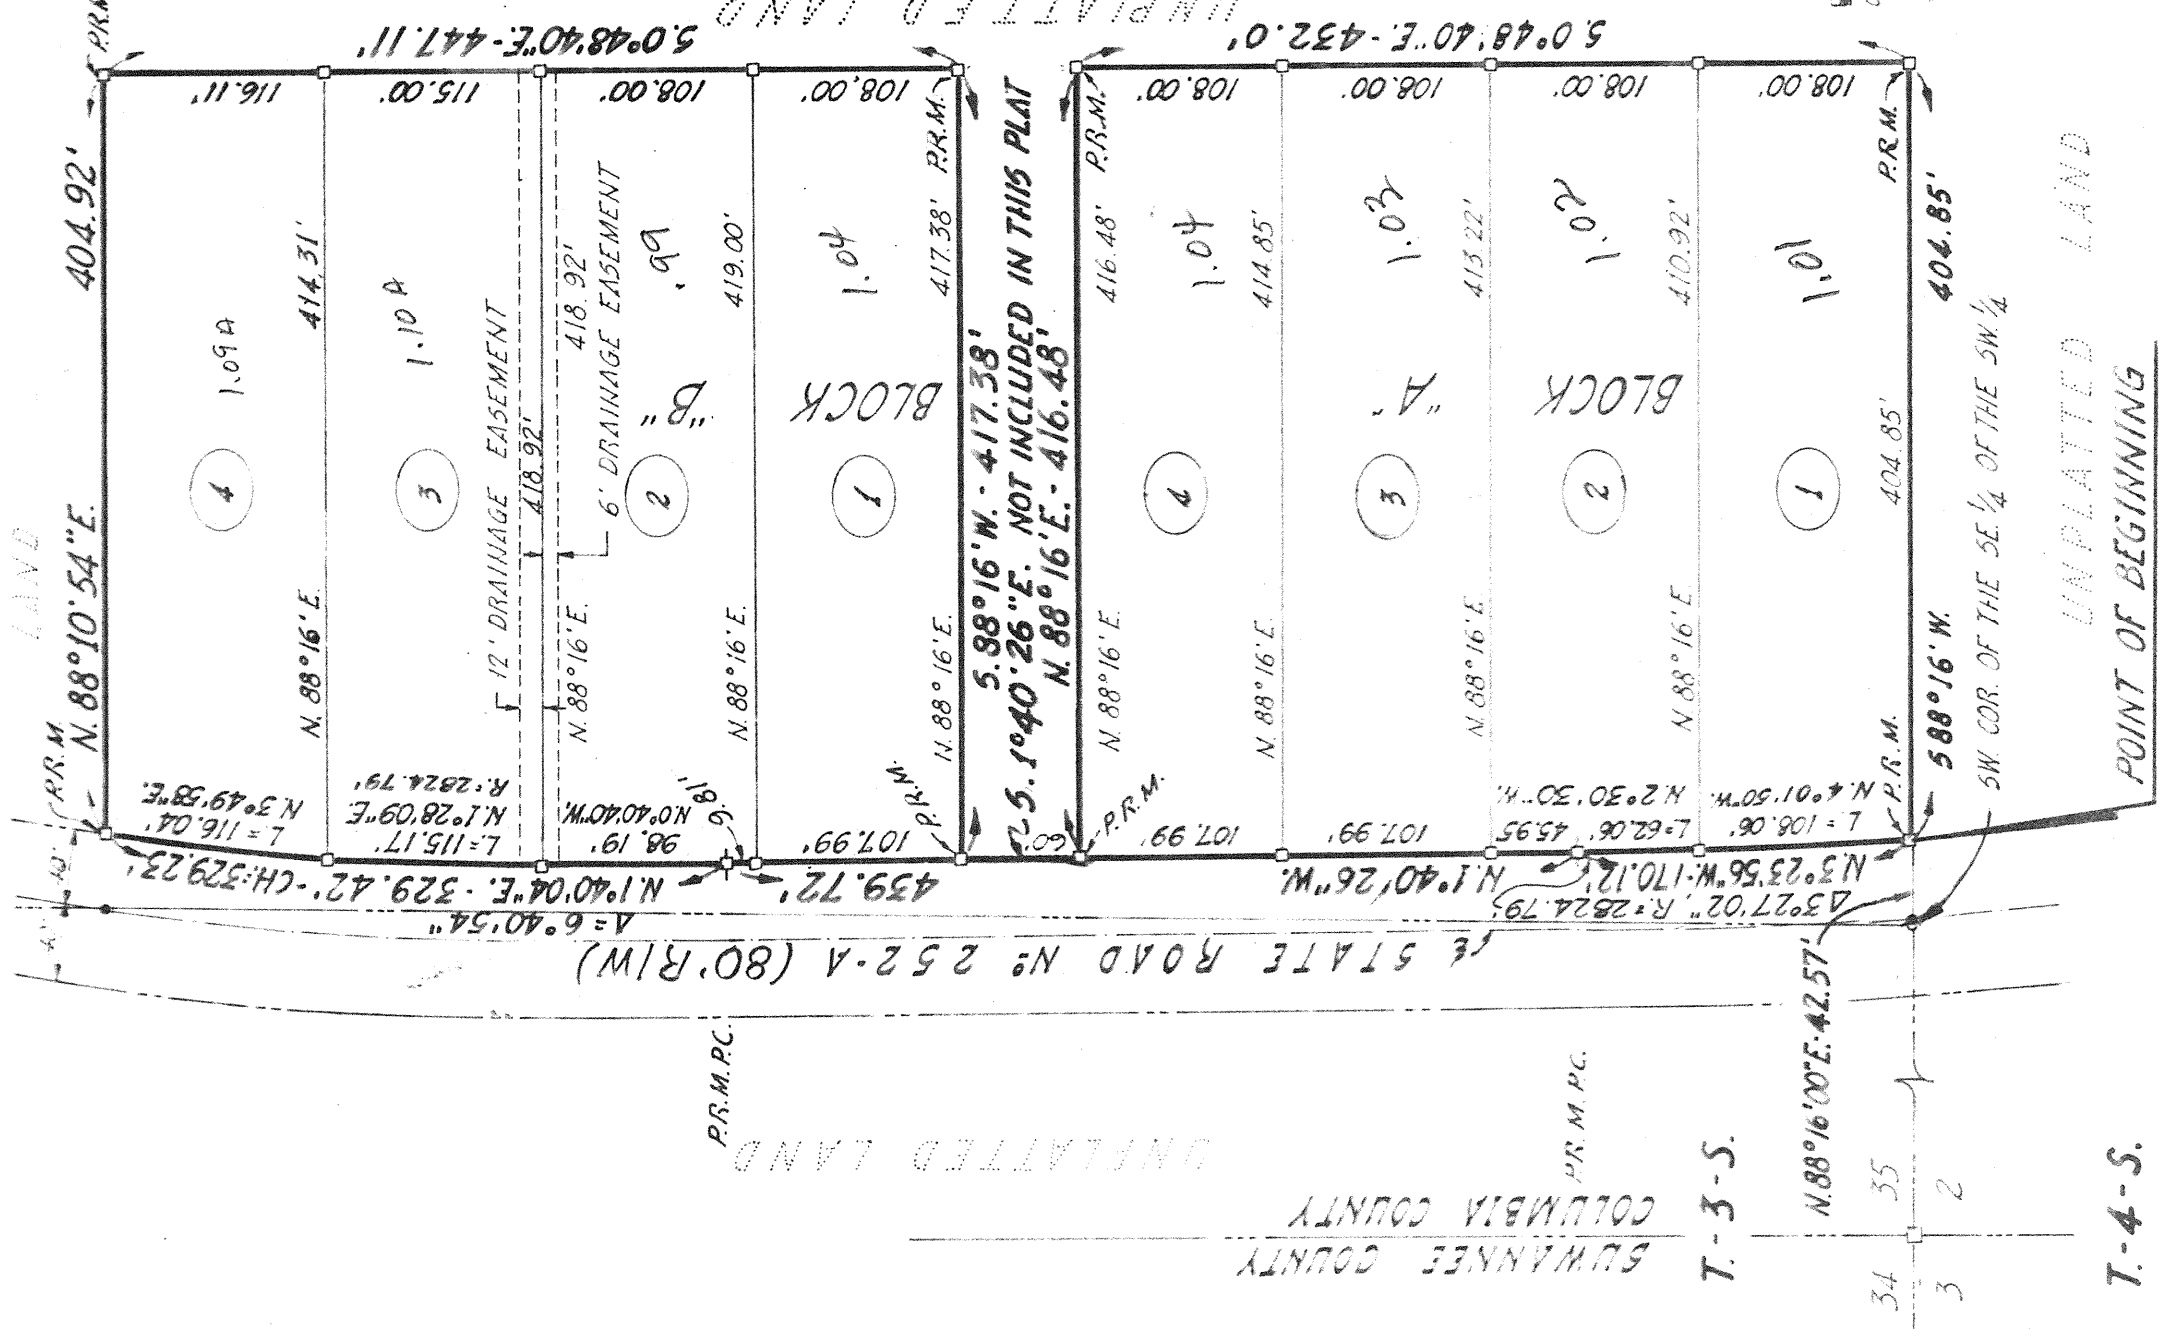 UNPLATTED LAND
S.0°48'40"E.-447.11'
S.0°48'40"E.-432.0'
P.R.M.
116.11'
115.00'
108.00'
108.00'
108.00'
108.00'
108.00'
108.00'
404.92'
N.88°10'54"E.
LAND
P.R.M.
4
1.09A
414.31'
N.88°16'E.
3
1.10A
12' DRAINAGE EASEMENT
418.92'
418.92'
6' DRAINAGE EASEMENT
N.88°16'E.
2
.99
"B"
419.00'
N.88°16'E.
1
1.04
BLOCK
417.38'
P.R.M.
N.88°16'E.
P.R.M.
S.88°16'W.-417.38'
S.1°40'26"E. NOT INCLUDED IN THIS PLAT
N.88°16'E.-416.48'
60'
P.R.M.
416.48'
N.88°16'E.
P.R.M.
4
1.04
414.85'
N.88°16'E.
3
1.03
"A"
413.22'
N.88°16'E.
2
1.02
BLOCK
410.92'
N.88°16'E.
1
1.01
404.85'
P.R.M.
P.R.M.
404.85'
S88°16'W.
SW. COR. OF THE SE.¼ OF THE SW.¼
UNPLATTED LAND
POINT OF BEGINNING
L=116.04'
N.3°49'58"E.
L=115.17'
N.1°28'09"E.
R=2824.79'
98.19'
N.0°40'40"W.
9.81'
107.99'
107.99'
107.99'
45.95'
L=62.06'
N.2°30'30"W.
L=108.06'
N.4°01'50"W.
N.1°40'04"E.-329.42'-CH=329.23'
Δ=6°40'54"
439.72'
N.1°40'26"W.
N.3°23'56"W-170.12'
Δ3°27'02", R=2824.79'
STATE ROAD Nº 252-A (80' R/W)
40'
P.R.M.P.C.
P.R.M.P.C.
UNPLATTED LAND
N.88°16'00"E-42.57'
COLUMBIA COUNTY
SUWANNEE COUNTY
T.-3-S.
34 35
3 2
T.-4-S.